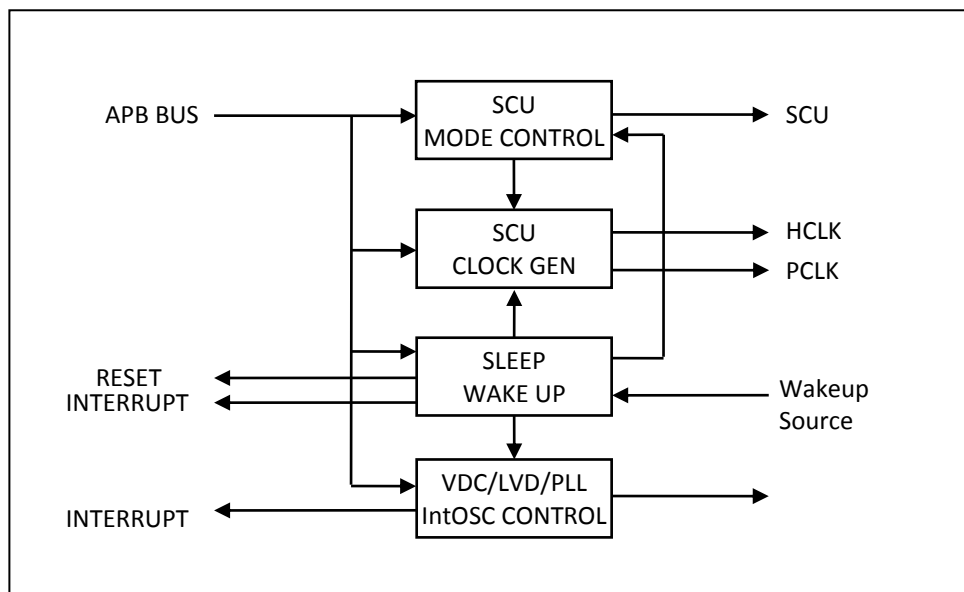 APB BUS
SCU
MODE CONTROL
SCU
SCU
CLOCK GEN
HCLK
PCLK
SLEEP
WAKE UP
RESET
INTERRUPT
Wakeup
Source
VDC/LVD/PLL
IntOSC CONTROL
INTERRUPT